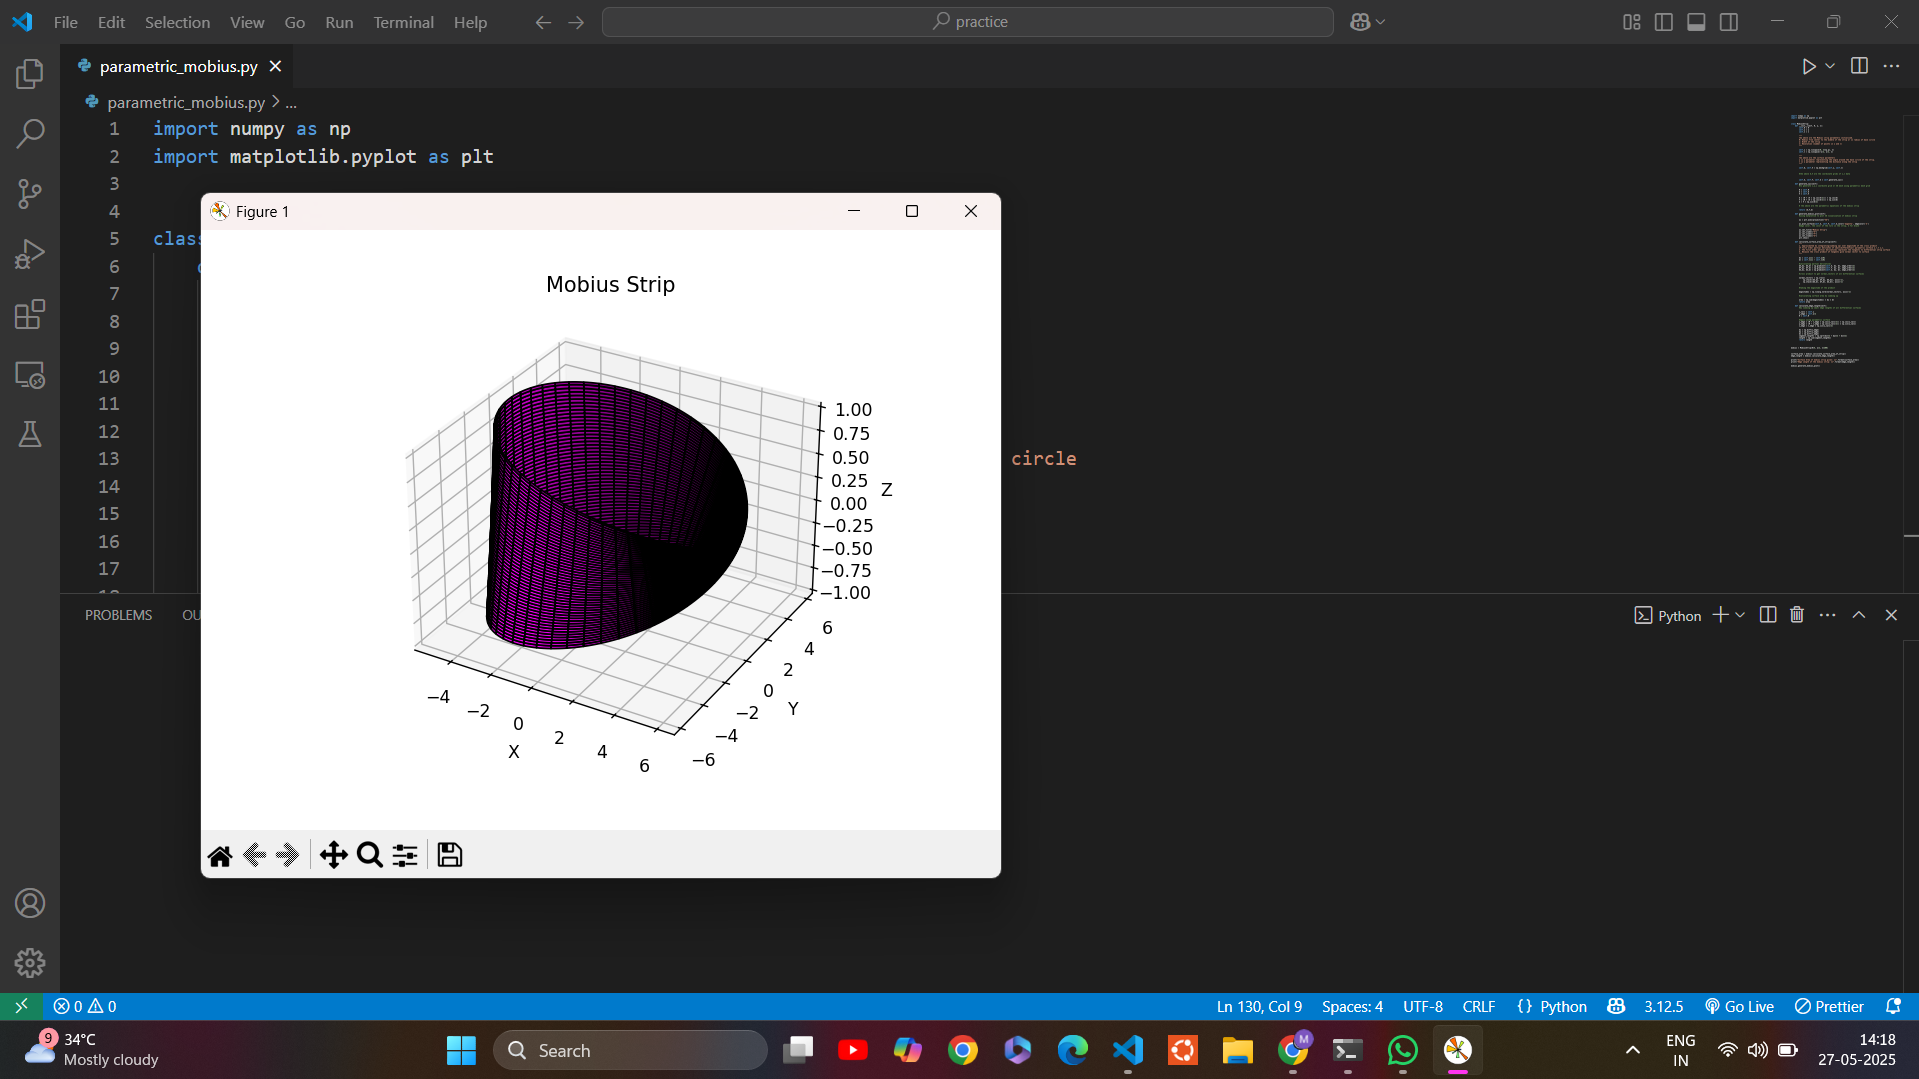 File Edit Selection View Go Run Terminal Help
practice
parametric_mobius.py
parametric_mobius.py > ...
1 import numpy as np
2 import matplotlib.pyplot as plt
3
4
5 class
6
7
8
9
10
11
12
13 circle
14
15
16
17
Figure 1
Mobius Strip
1.00
0.75
0.50
0.25
0.00
−0.25
−0.50
−0.75
−1.00
Z
−4
−2
0
2
4
6
X
−6
−4
−2
0
2
4
6
Y
PROBLEMS OU
Python
0 0
Ln 130, Col 9 Spaces: 4 UTF-8 CRLF {} Python 3.12.5 Go Live Prettier
9
34°C
Mostly cloudy
Search
M
ENG
IN
14:18
27-05-2025